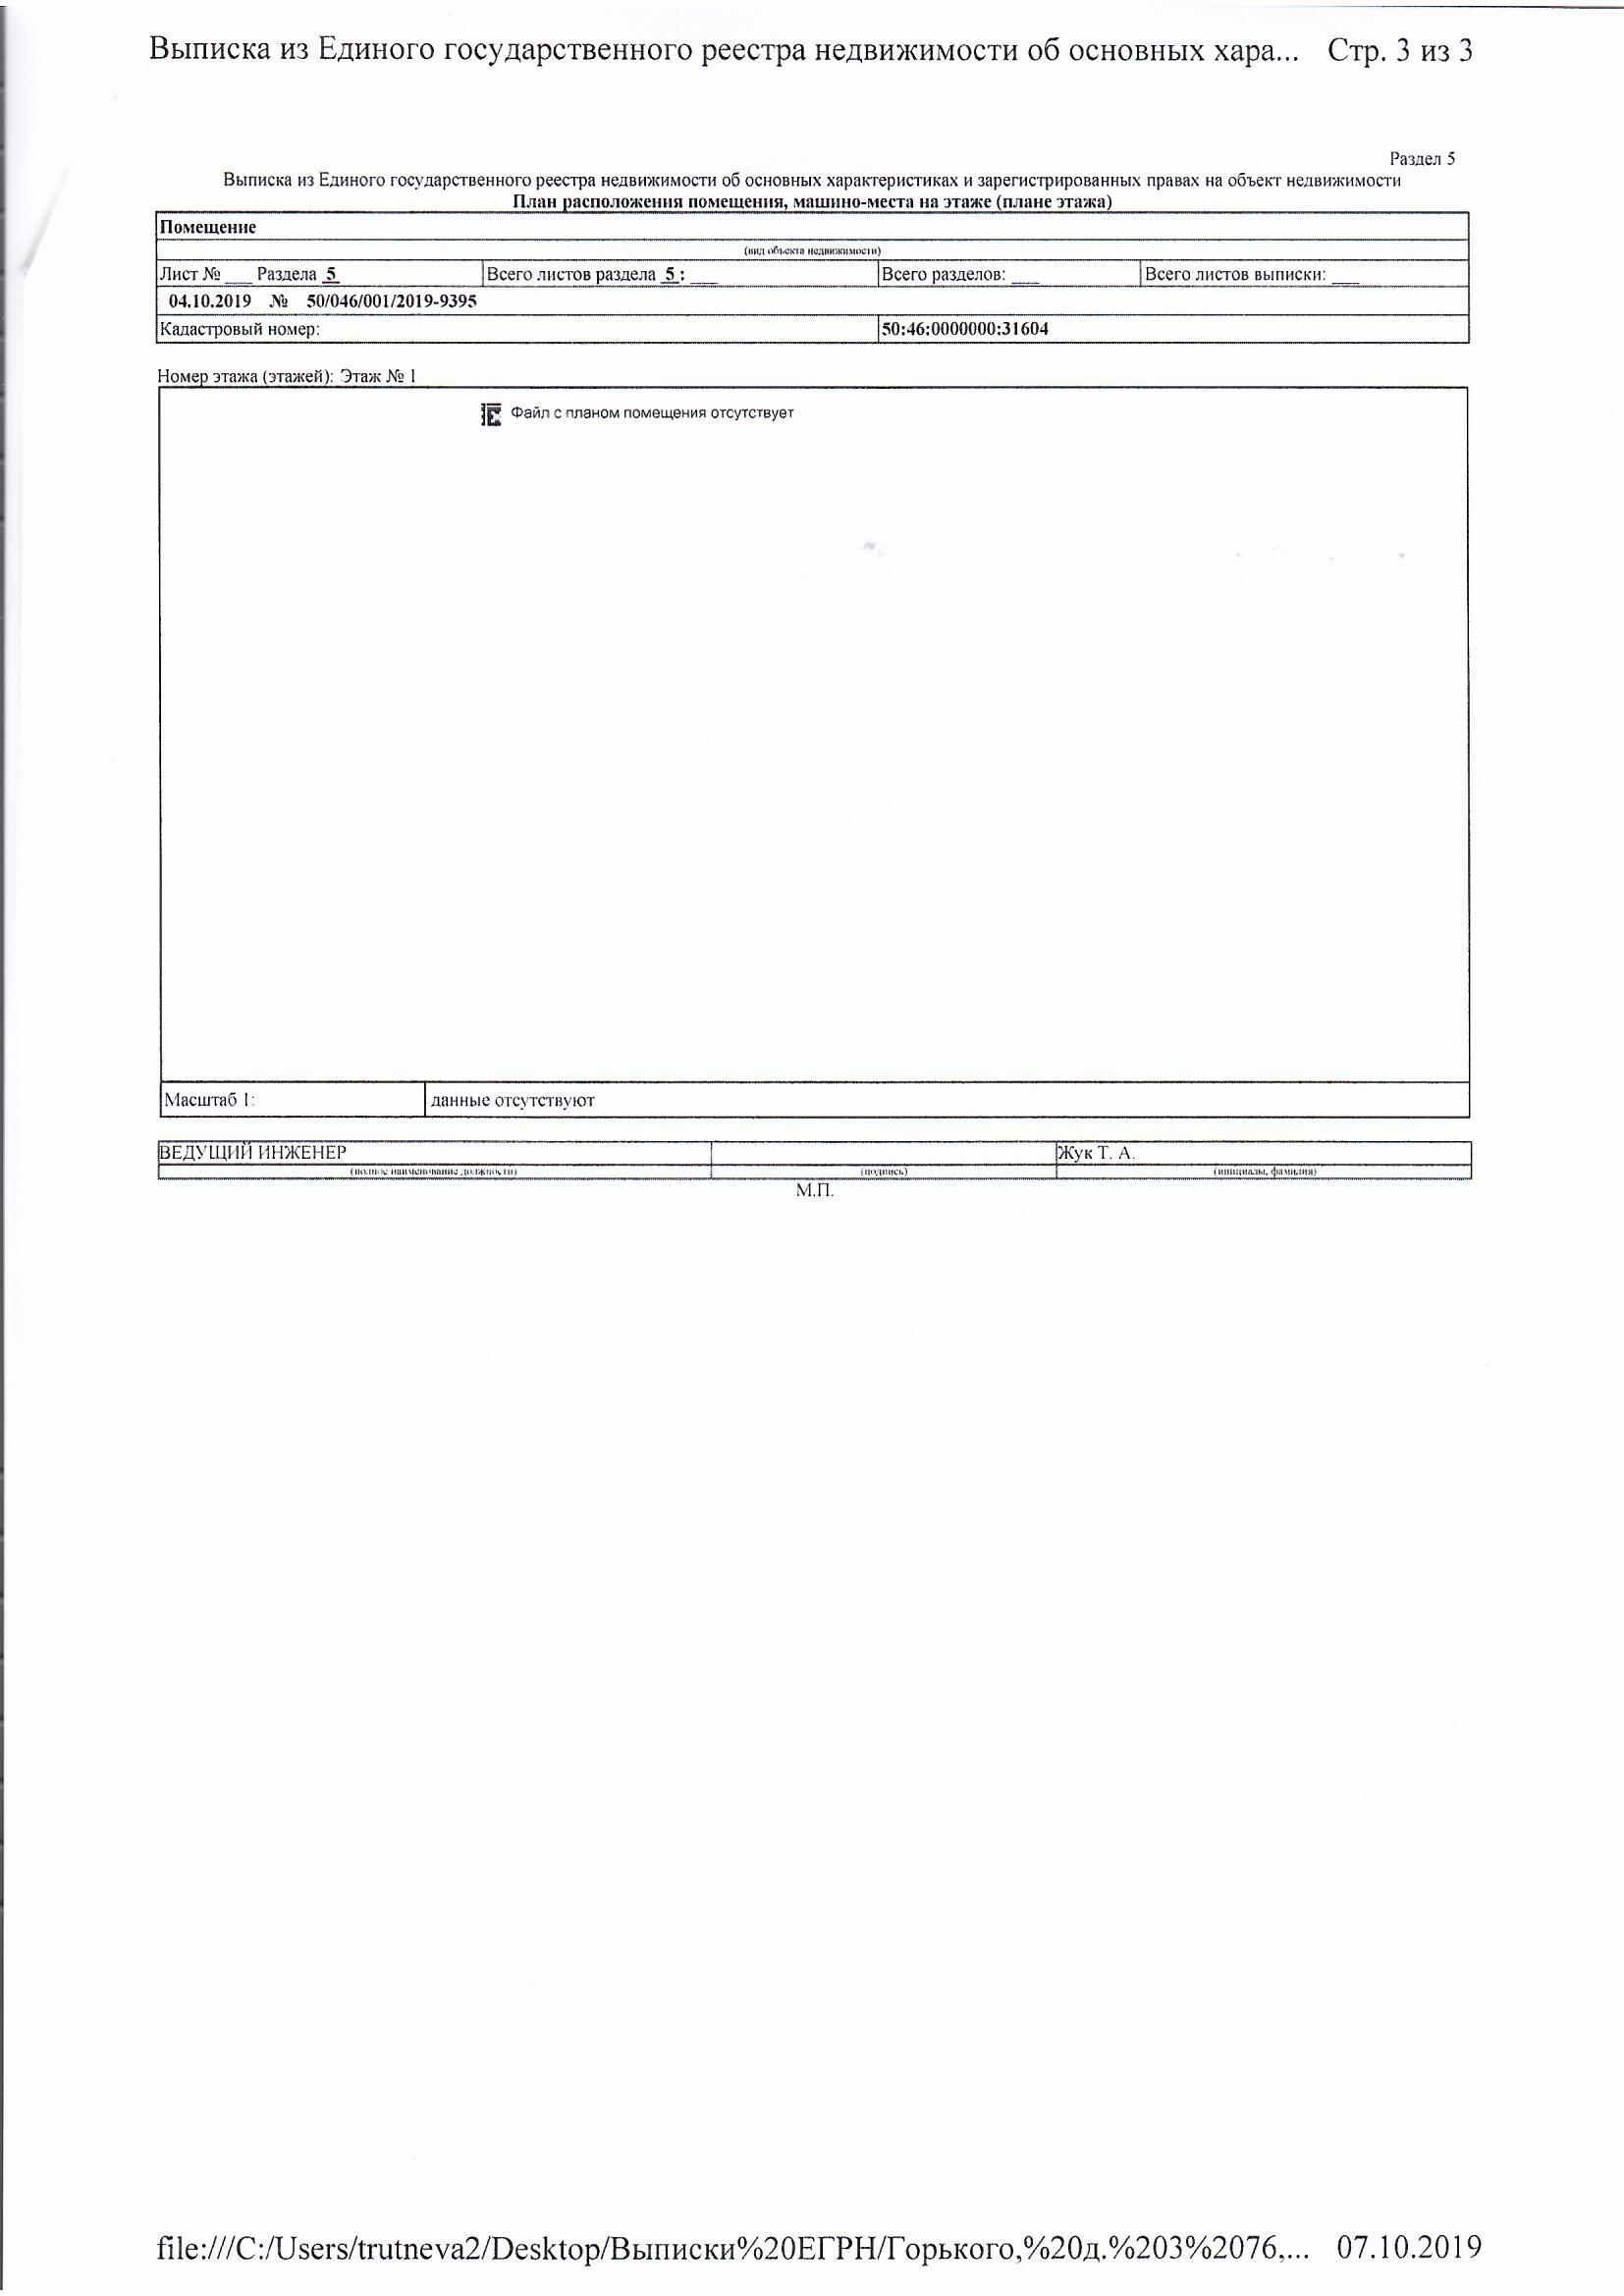 Выписка из Единого государственного реестра недвижимости об основных хара... Стр. 3 из 3
Раздел 5
Выписка из Единого государственного реестра недвижимости об основных характеристиках и зарегистрированных правах на объект недвижимости
План расположения помещения, машино-места на этаже (плане этажа)
Помещение
(вид объекта недвижимости)
Лист № ___ Раздела 5 Всего листов раздела 5 : ___ Всего разделов: ___ Всего листов выписки: ___
04.10.2019 № 50/046/001/2019-9395
Кадастровый номер: 50:46:0000000:31604
Номер этажа (этажей): Этаж № 1
Файл с планом помещения отсутствует
Масштаб 1: данные отсутствуют
ВЕДУЩИЙ ИНЖЕНЕР Жук Т. А.
(полное наименование должности) (подпись) (инициалы, фамилия)
М.П.
file:///C:/Users/trutneva2/Desktop/Выписки%20ЕГРН/Горького,%20д.%203%2076,... 07.10.2019